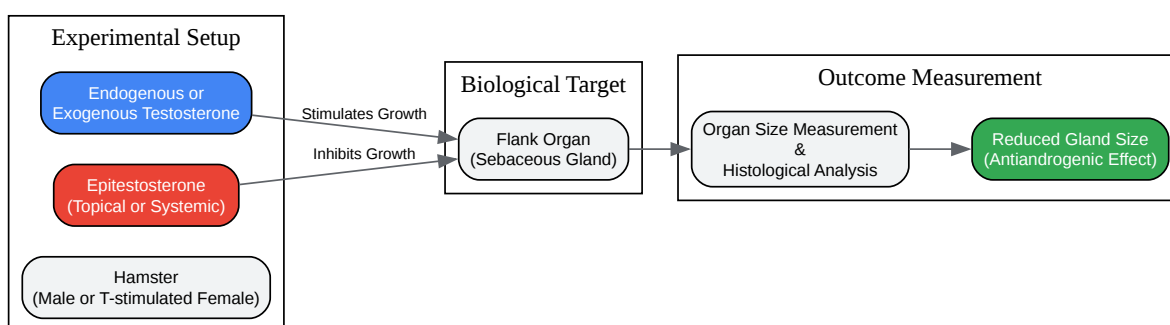 Experimental Setup
Endogenous or
Exogenous Testosterone
Epitestosterone
(Topical or Systemic)
Hamster
(Male or T-stimulated Female)
Stimulates Growth
Inhibits Growth
Biological Target
Flank Organ
(Sebaceous Gland)
Outcome Measurement
Organ Size Measurement
&
Histological Analysis
Reduced Gland Size
(Antiandrogenic Effect)